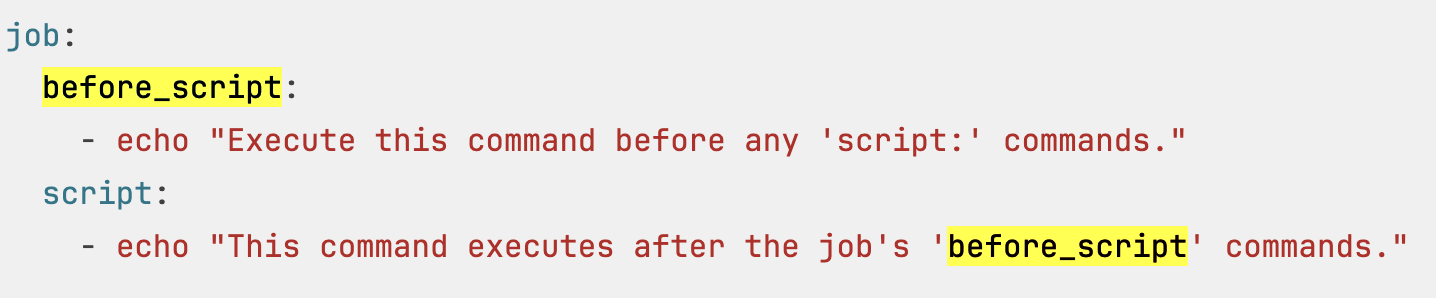 job:
  before_script:
    - echo "Execute this command before any 'script:' commands."
  script:
    - echo "This command executes after the job's 'before_script' commands."